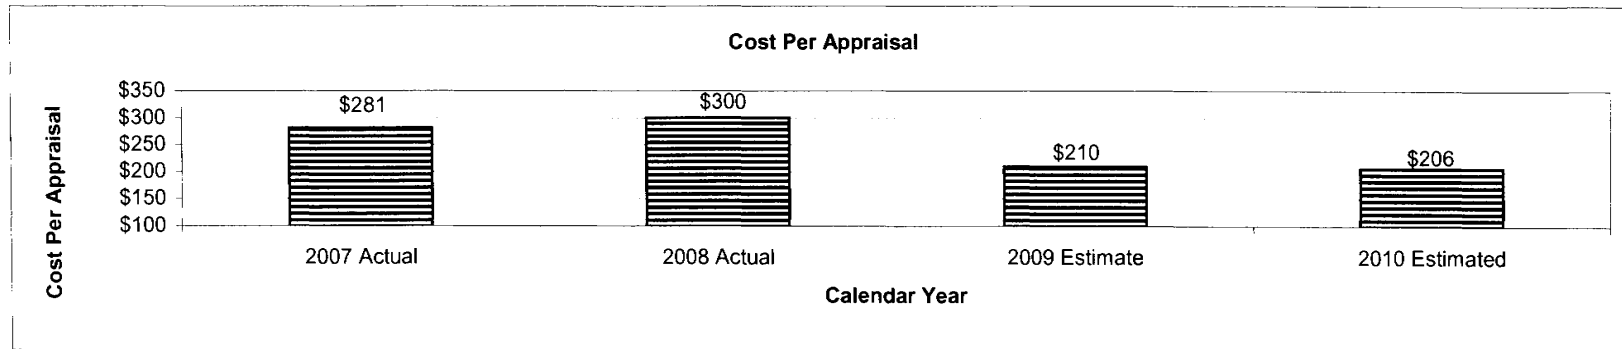 Cost Per Appraisal
Cost Per Appraisal
$350
$300
$250
$200
$150
$100
$281
$300
$210
$206
2007 Actual
2008 Actual
2009 Estimate
2010 Estimated
Calendar Year